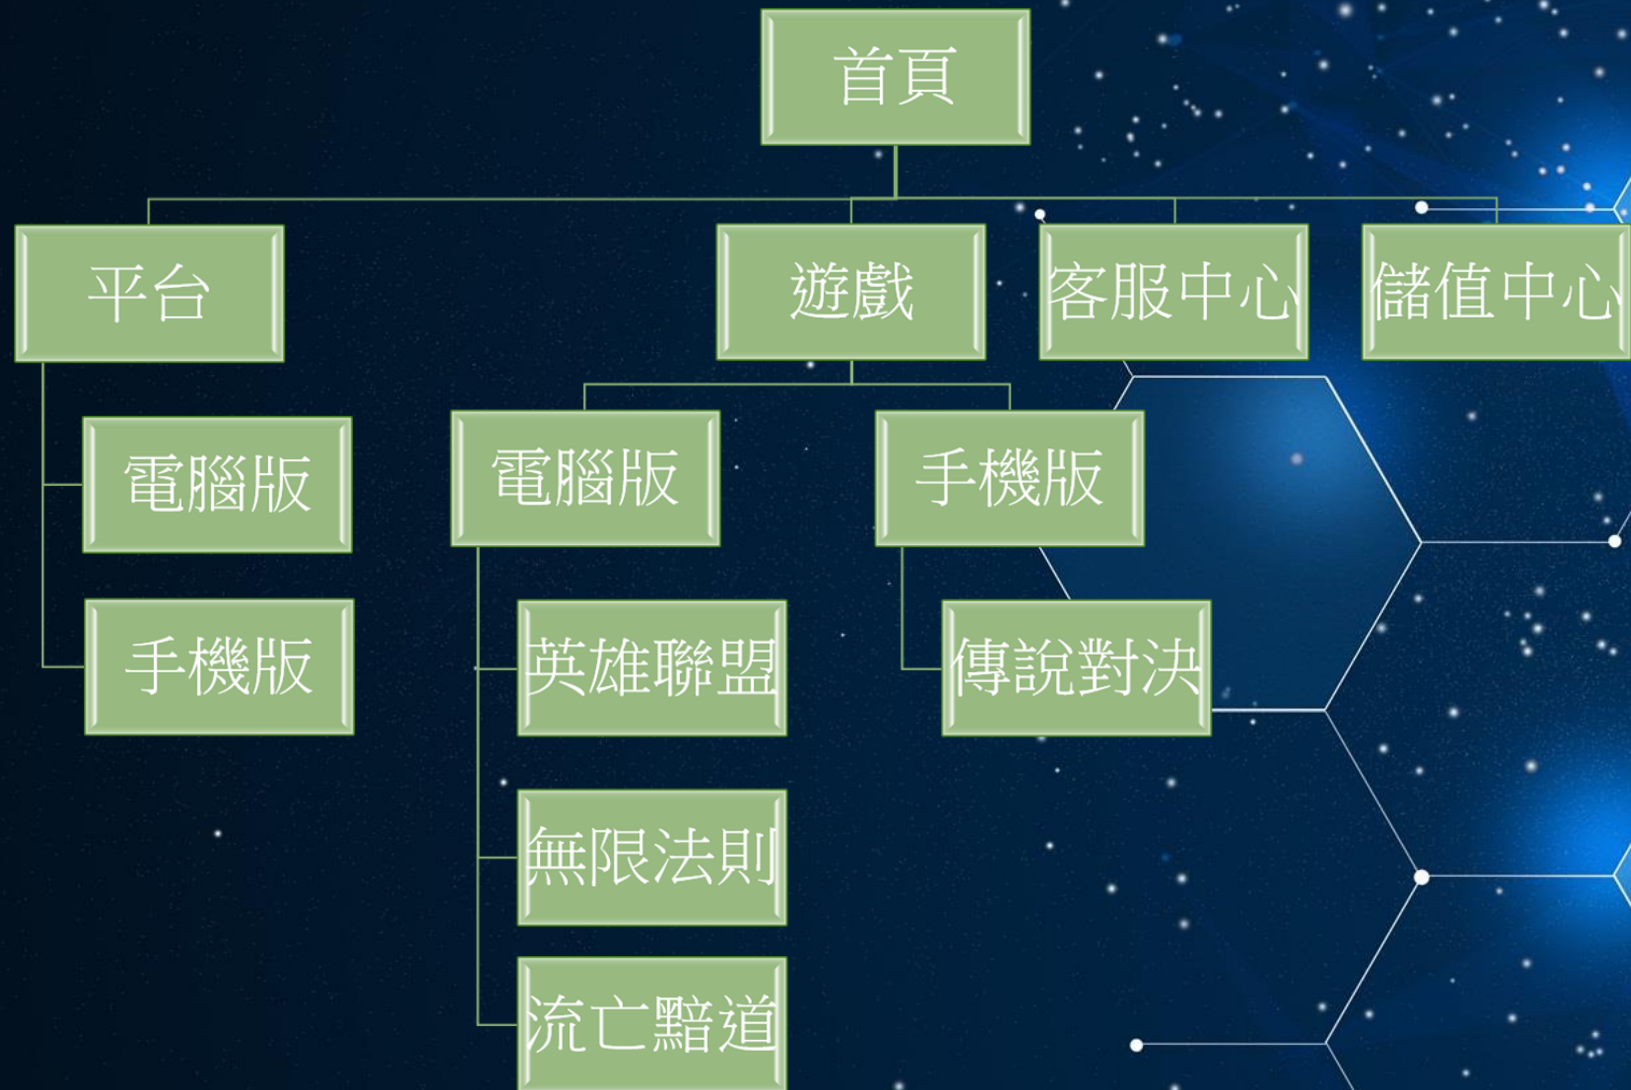 首頁
平台
遊戲
客服中心
儲值中心
電腦版
手機版
電腦版
手機版
英雄聯盟
無限法則
流亡黯道
傳說對決